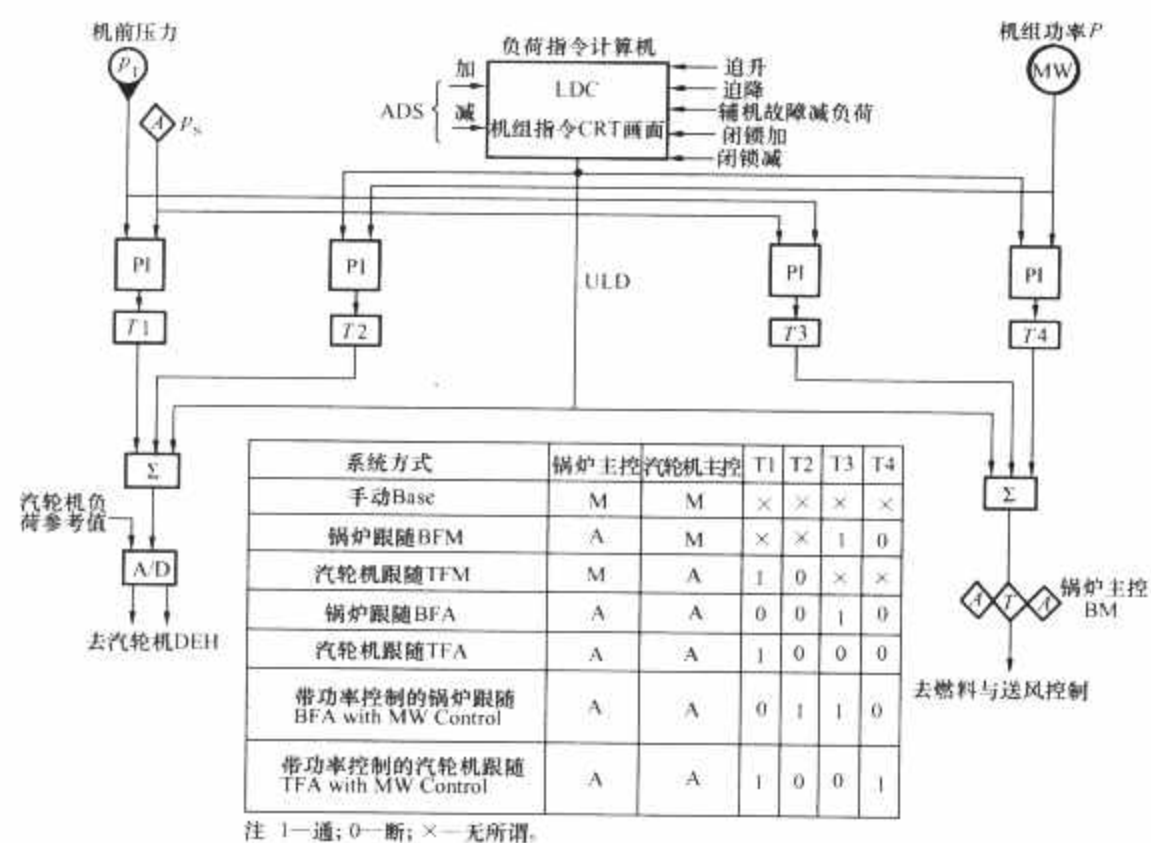 机前压力
p_T
A p_S
负荷指令计算机
ADS
加
减
LDC
机组指令CRT画面
迫升
迫降
辅机故障减负荷
闭锁加
闭锁减
机组功率P
MW
PI
PI
PI
PI
T1
T2
ULD
T3
T4
Σ
Σ
汽轮机负
荷参考值
A/D
去汽轮机DEH
A T A
锅炉主控
BM
去燃料与送风控制
系统方式 锅炉主控 汽轮机主控 T1 T2 T3 T4
手动Base M M × × × ×
锅炉跟随BFM A M × × 1 0
汽轮机跟随TFM M A 1 0 × ×
锅炉跟随BFA A A 0 0 1 0
汽轮机跟随TFA A A 1 0 0 0
带功率控制的锅炉跟随
BFA with MW Control A A 0 1 1 0
带功率控制的汽轮机跟随
TFA with MW Control A A 1 0 0 1
注 1—通;0—断;×—无所谓。